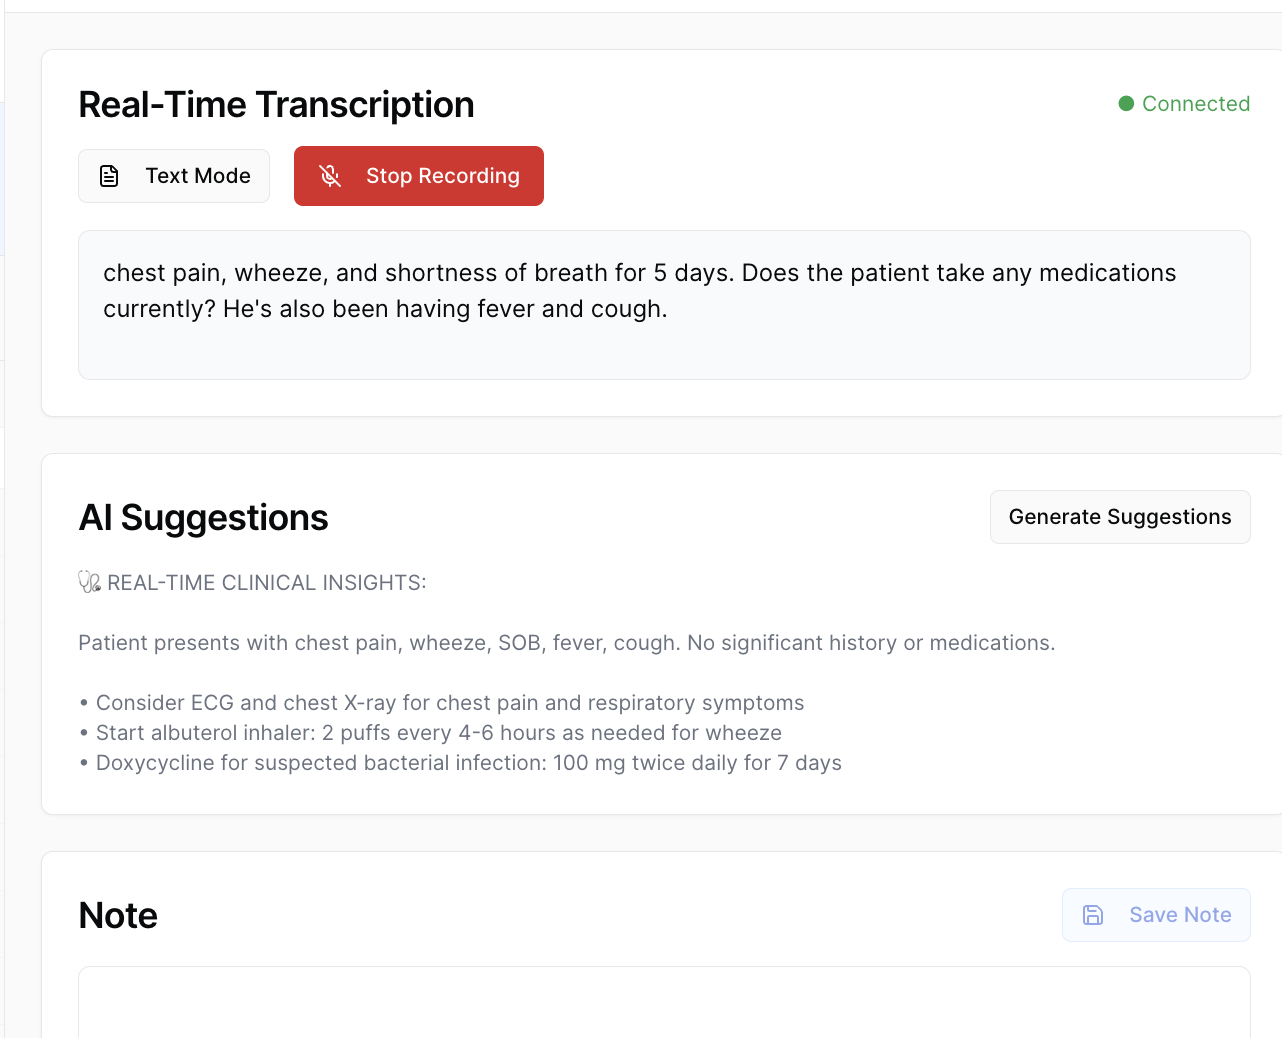 Real-Time Transcription
Connected
Text Mode
Stop Recording
chest pain, wheeze, and shortness of breath for 5 days. Does the patient take any medications
currently? He's also been having fever and cough.
AI Suggestions
Generate Suggestions
🩺 REAL-TIME CLINICAL INSIGHTS:
Patient presents with chest pain, wheeze, SOB, fever, cough. No significant history or medications.
• Consider ECG and chest X-ray for chest pain and respiratory symptoms
• Start albuterol inhaler: 2 puffs every 4-6 hours as needed for wheeze
• Doxycycline for suspected bacterial infection: 100 mg twice daily for 7 days
Note
Save Note